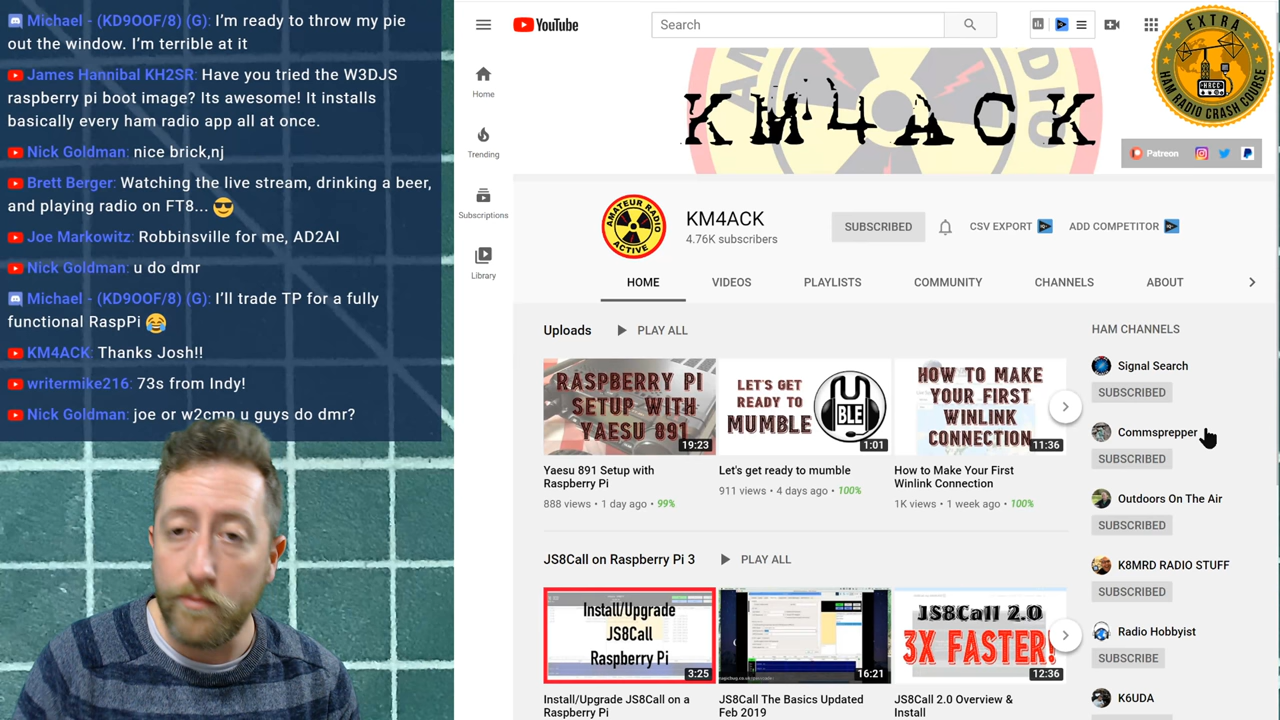 Michael - (KD9OOF/8) (G): I'm ready to throw my pie
out the window. I'm terrible at it
James Hannibal KH2SR: Have you tried the W3DJS
raspberry pi boot image? Its awesome! It installs
basically every ham radio app all at once.
Nick Goldman: nice brick,nj
Brett Berger: Watching the live stream, drinking a beer,
and playing radio on FT8... 😎
Joe Markowitz: Robbinsville for me, AD2AI
Nick Goldman: u do dmr
Michael - (KD9OOF/8) (G): I'll trade TP for a fully
functional RaspPi 😂
KM4ACK: Thanks Josh!!
writermike216: 73s from Indy!
Nick Goldman: joe or w2cmp u guys do dmr?
YouTube
Search
EXTRA
HRCC
HAM RADIO CRASH COURSE
Home
Trending
Subscriptions
Library
KM4ACK
Patreon
AMATEUR RADIO
ACTIVE
KM4ACK
4.76K subscribers
SUBSCRIBED
CSV EXPORT
ADD COMPETITOR
HOME
VIDEOS
PLAYLISTS
COMMUNITY
CHANNELS
ABOUT
Uploads
PLAY ALL
RASPBERRY PI
SETUP WITH
YAESU 891
19:23
Yaesu 891 Setup with
Raspberry Pi
888 views • 1 day ago • 99%
LET'S GET
READY TO
MUMBLE
BLE
1:01
Let's get ready to mumble
911 views • 4 days ago • 100%
HOW TO MAKE
YOUR FIRST
WINLINK
CONNECTION
11:36
How to Make Your First
Winlink Connection
1K views • 1 week ago • 100%
JS8Call on Raspberry Pi 3
PLAY ALL
Install/Upgrade
JS8Call
Raspberry Pi
3:25
Install/Upgrade JS8Call on a
Raspberry Pi
16:21
JS8Call The Basics Updated
Feb 2019
JS8Call 2.0
3X FASTER!
12:36
JS8Call 2.0 Overview &
Install
HAM CHANNELS
Signal Search
SUBSCRIBED
Commsprepper
SUBSCRIBED
Outdoors On The Air
SUBSCRIBED
K8MRD RADIO STUFF
SUBSCRIBED
Radio Hobbyist
SUBSCRIBE
K6UDA